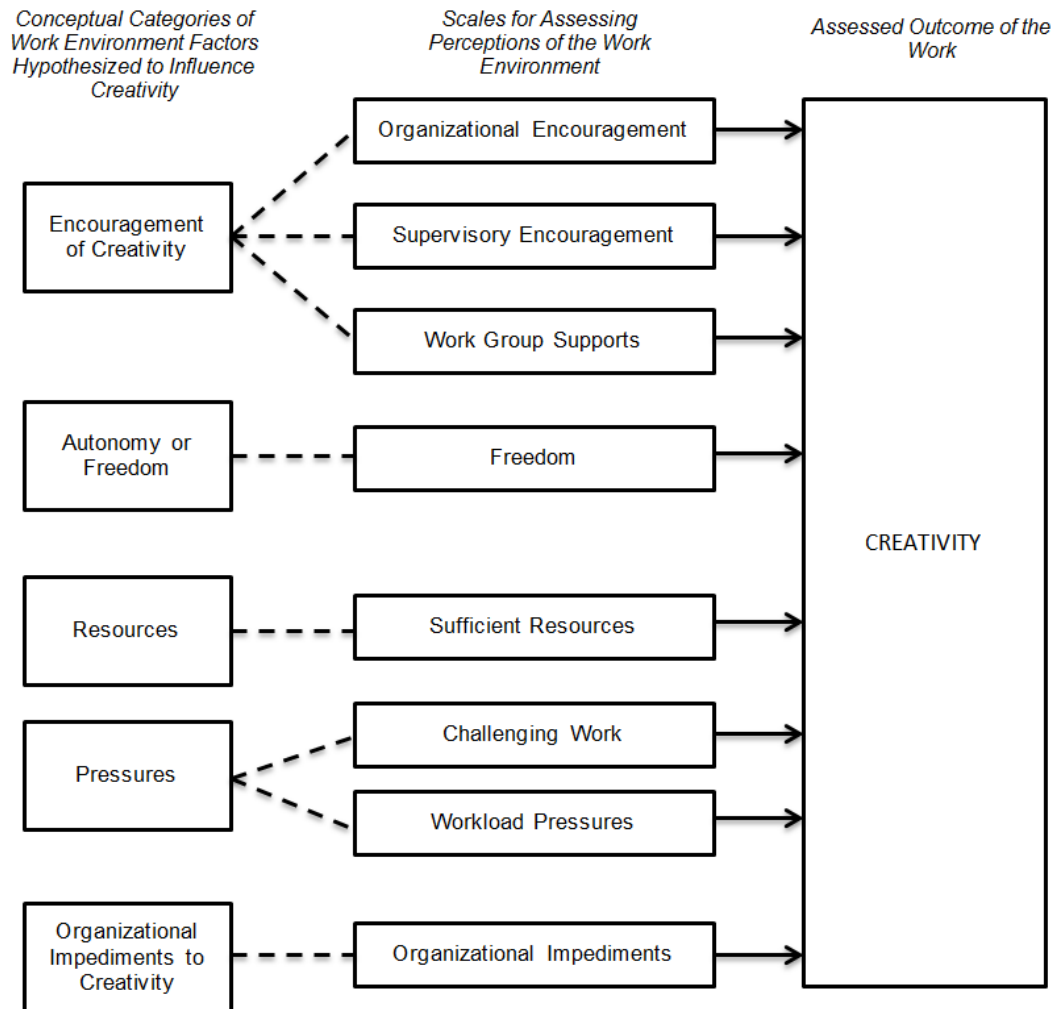 Conceptual Categories of
Work Environment Factors
Hypothesized to Influence
Creativity
Scales for Assessing
Perceptions of the Work
Environment
Assessed Outcome of the
Work
Encouragement
of Creativity
Organizational Encouragement
Supervisory Encouragement
Work Group Supports
Autonomy or
Freedom
Freedom
Resources
Sufficient Resources
Pressures
Challenging Work
Workload Pressures
Organizational
Impediments to
Creativity
Organizational Impediments
CREATIVITY